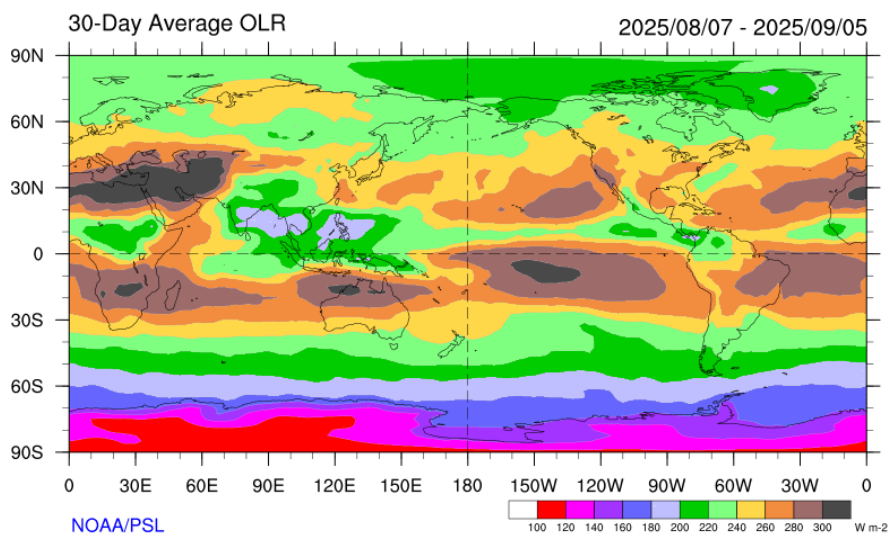 30-Day Average OLR 2025/08/07 - 2025/09/05
90N
60N
30N
0
30S
60S
90S
0 30E 60E 90E 120E 150E 180 150W 120W 90W 60W 30W 0
100 120 140 160 180 200 220 240 260 280 300 W m-2
NOAA/PSL